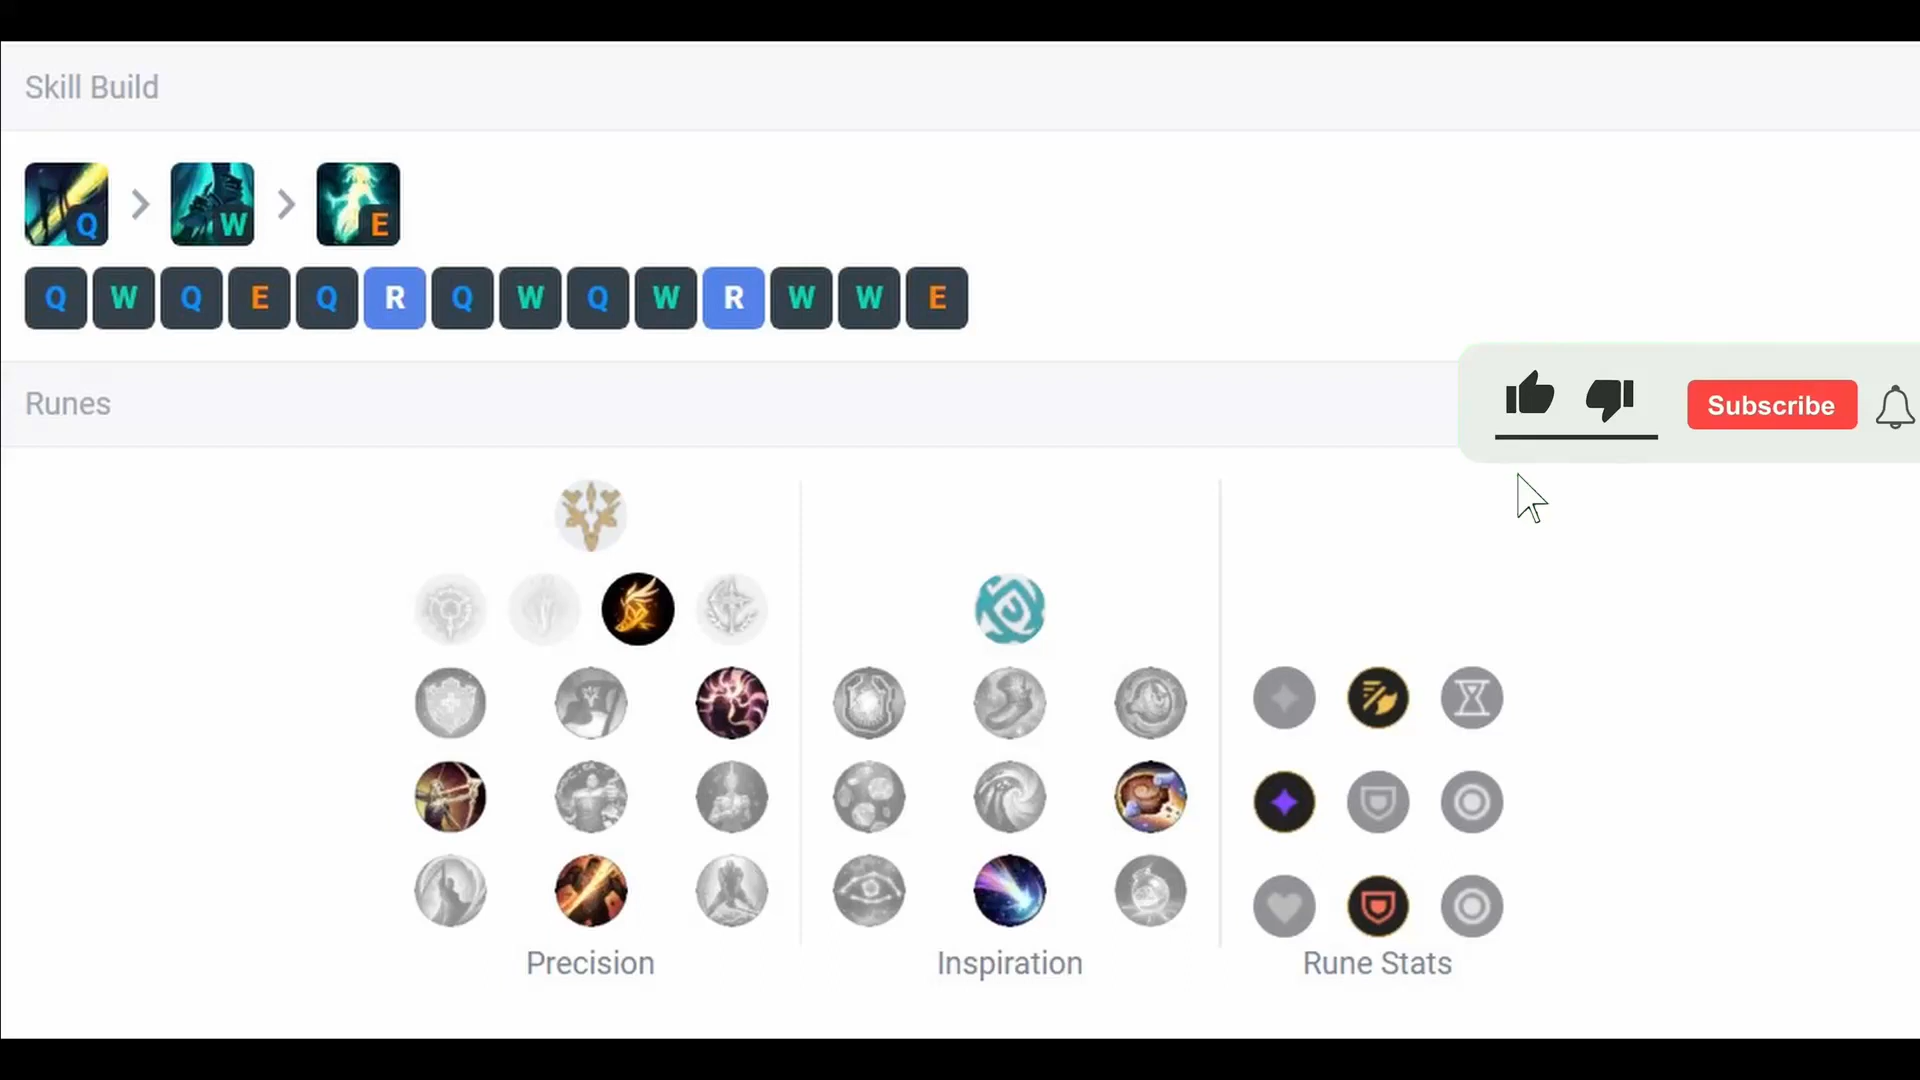 Skill Build
Q W E
Q W Q E Q R Q W Q W R W W E
Runes
Subscribe
Precision Inspiration Rune Stats